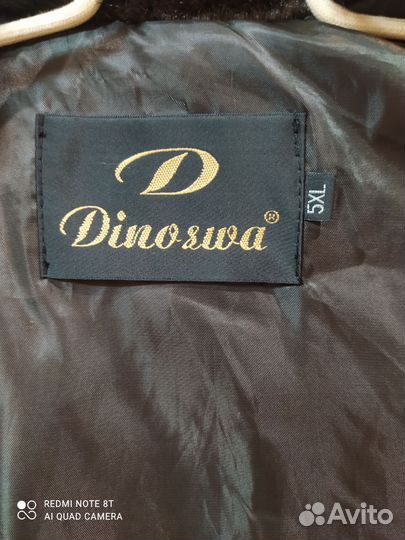 D
Dinoswa®
5XL
REDMI NOTE 8T
AI QUAD CAMERA
Avito